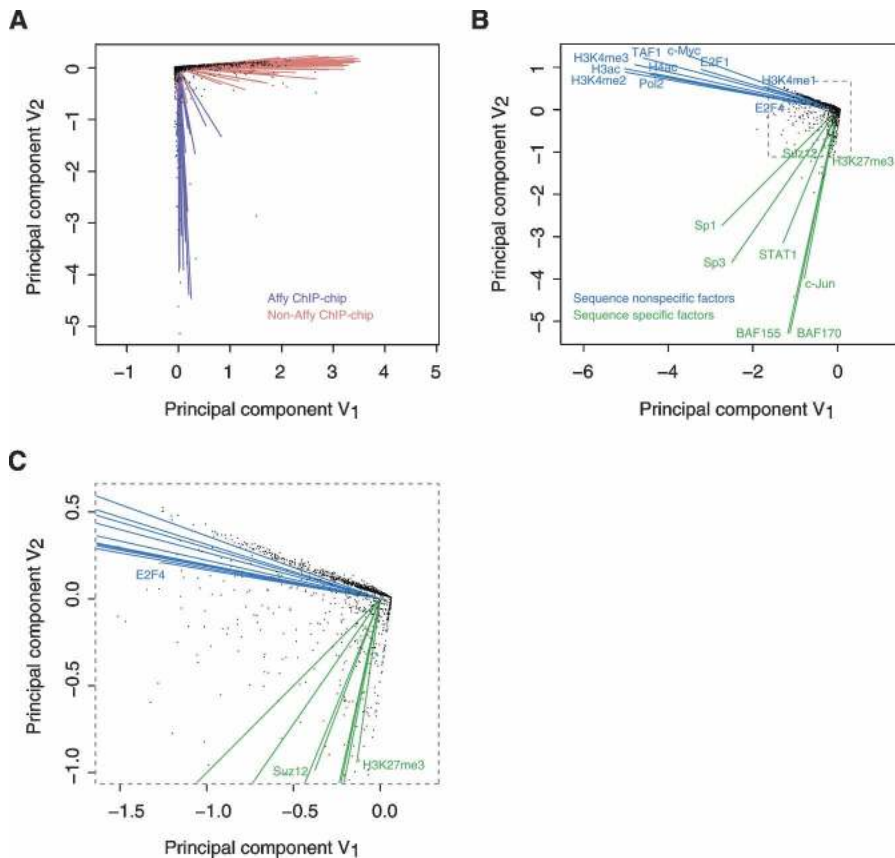 A
0
−1
−2
−3
−4
−5
Principal component V2
Affy ChIP-chip
Non-Affy ChIP-chip
−1 0 1 2 3 4 5
Principal component V1
B
1
0
−1
−2
−3
−4
−5
Principal component V2
TAF1 c-Myc
H3K4me3 E2F1
H3ac H4ac
H3K4me2 Pol2 H3K4me1
E2F4
Suz12
H3K27me3
Sp1
STAT1
Sp3
c-Jun
Sequence nonspecific factors
Sequence specific factors
BAF155 BAF170
−6 −4 −2 0
Principal component V1
C
0.5
0.0
−0.5
−1.0
Principal component V2
E2F4
Suz12
H3K27me3
−1.5 −1.0 −0.5 0.0
Principal component V1